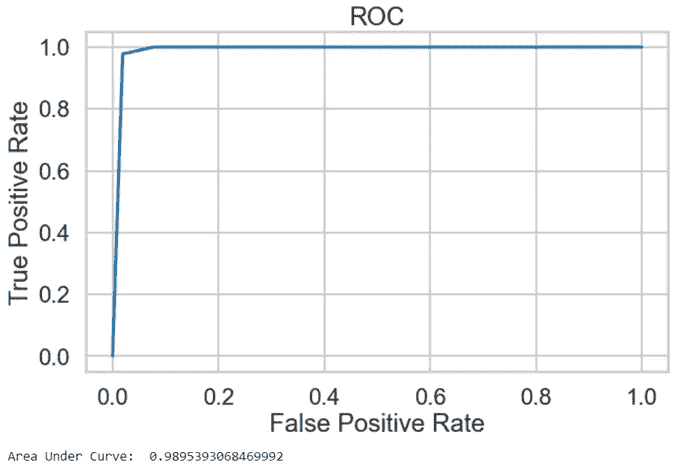 ROC
1.0
0.8
0.6
0.4
0.2
0.0
True Positive Rate
0.0 0.2 0.4 0.6 0.8 1.0
False Positive Rate
Area Under Curve:  0.9895393068469992